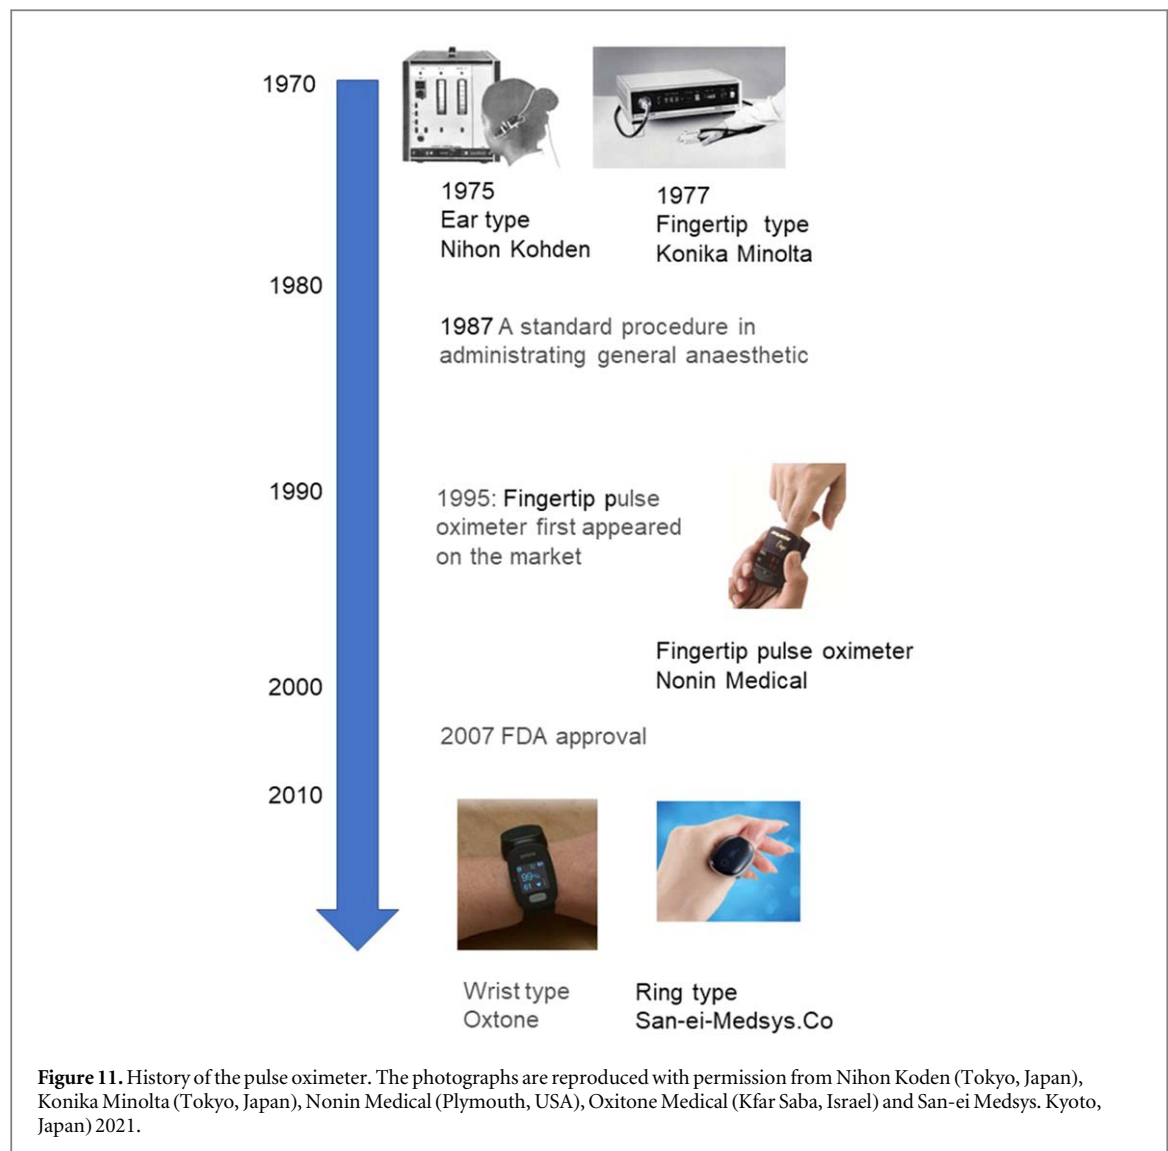 1970
1975
Ear type
Nihon Kohden
1977
Fingertip type
Konika Minolta
1980
1987 A standard procedure in
administrating general anaesthetic
1990
1995: Fingertip pulse
oximeter first appeared
on the market
Fingertip pulse oximeter
Nonin Medical
2000
2007 FDA approval
2010
99%
61
Wrist type
Oxtone
Ring type
San-ei-Medsys.Co
Figure 11. History of the pulse oximeter. The photographs are reproduced with permission from Nihon Koden (Tokyo, Japan),
Konika Minolta (Tokyo, Japan), Nonin Medical (Plymouth, USA), Oxitone Medical (Kfar Saba, Israel) and San-ei Medsys. Kyoto,
Japan) 2021.